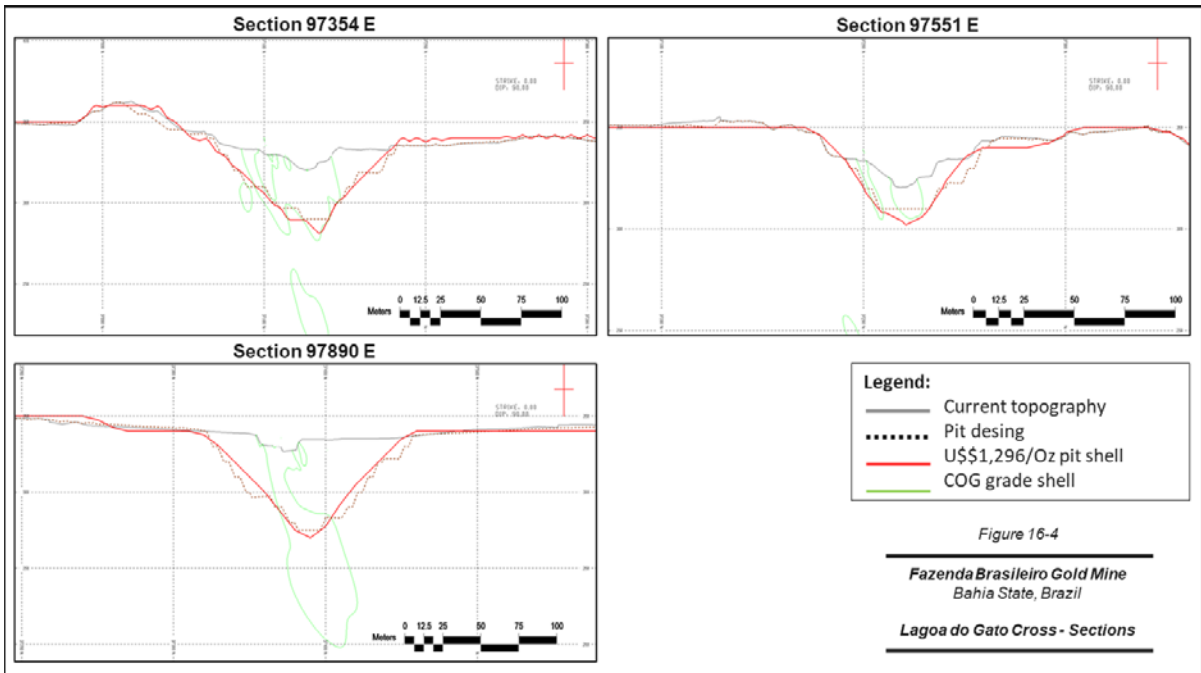 Section 97354 E
STRIKE: 0.00
DIP: 90.00
Meters 0 12.5 25 50 75 100
Section 97551 E
STRIKE: 0.00
DIP: 90.00
Meters 0 12.5 25 50 75 100
Section 97890 E
STRIKE: 0.00
DIP: 90.00
Meters 0 12.5 25 50 75 100
Legend:
Current topography
Pit desing
U$$1,296/Oz pit shell
COG grade shell
Figure 16-4
Fazenda Brasileiro Gold Mine
Bahia State, Brazil
Lagoa do Gato Cross - Sections